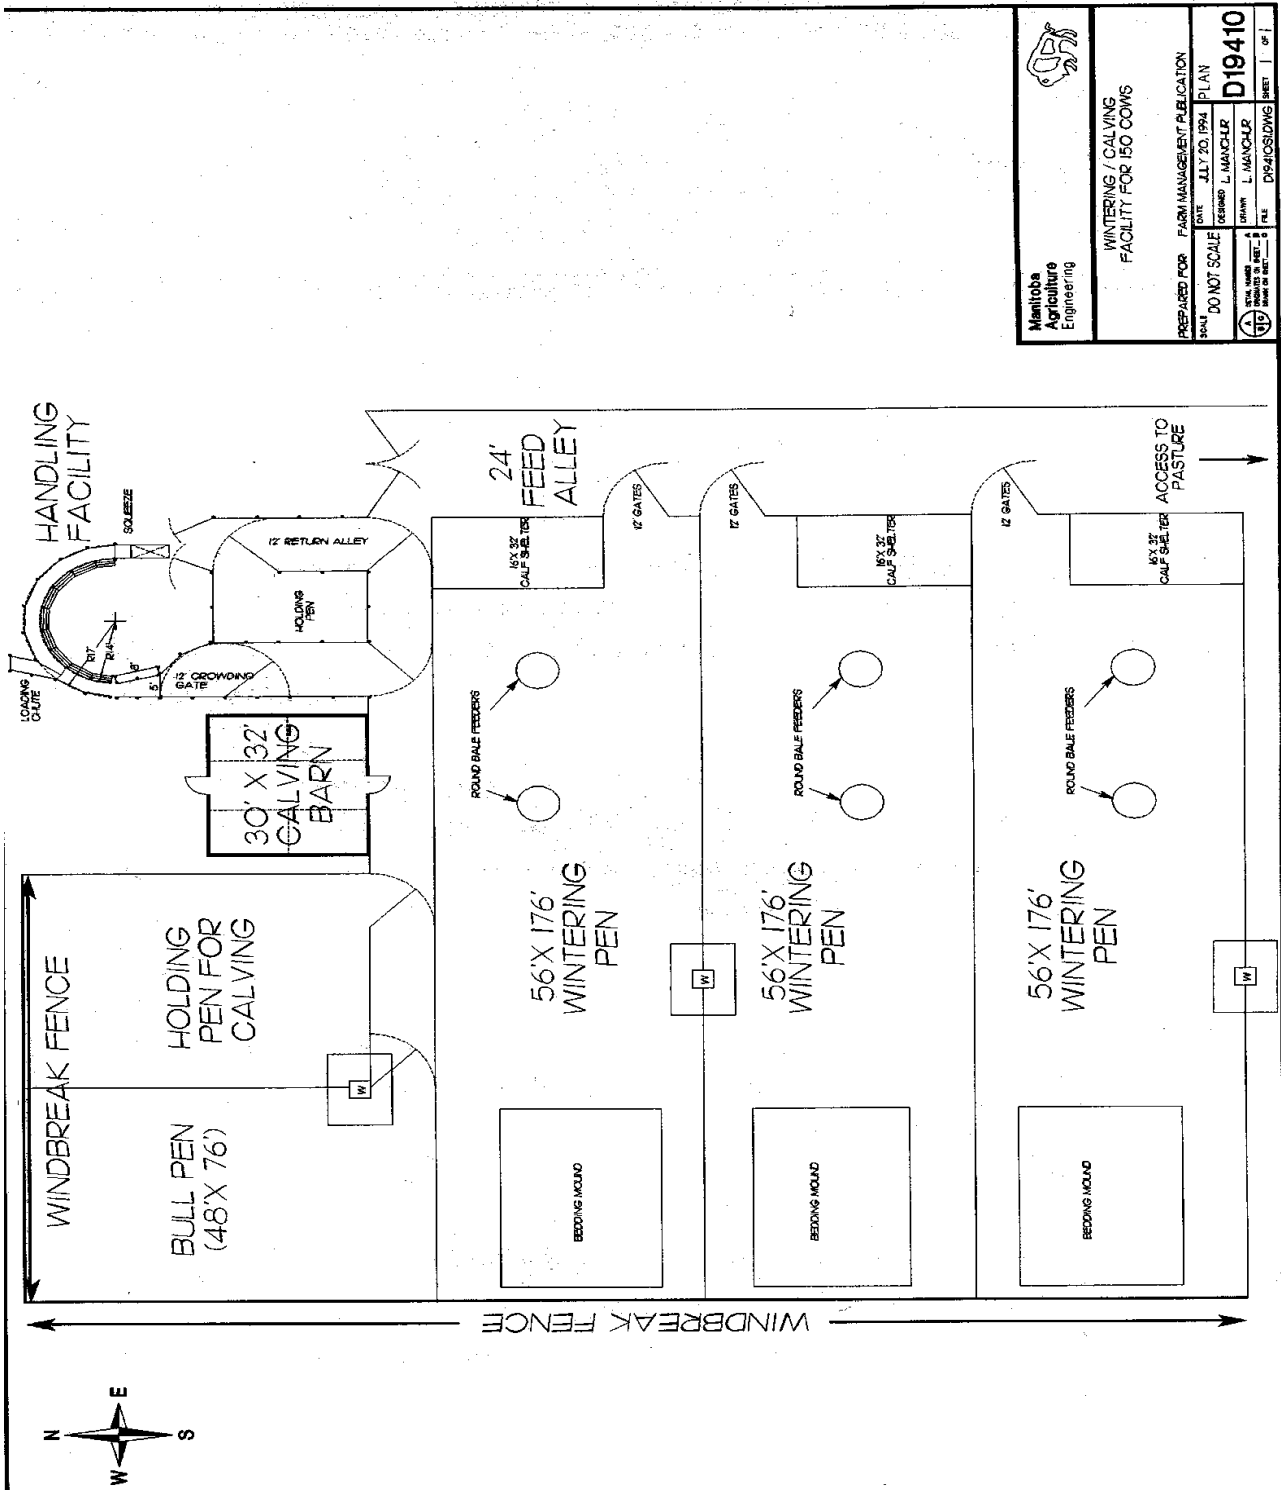 HANDLING
FACILITY
LOADING
CHUTE
SQUEEZE
R17'
R14'
5'
12' CROWDING
GATE
12' RETURN ALLEY
HOLDING
PEN
30' X 32'
CALVING
BARN
WINDBREAK FENCE
HOLDING
PEN FOR
CALVING
BULL PEN
(48'X 76')
W
24'
FEED
ALLEY
16'X 32'
CALF SHELTER
12' GATES
ROUND BALE FEEDERS
56'X 176'
WINTERING
PEN
W
BEDDING MOUND
12' GATES
16'X 32'
CALF SHELTER
ROUND BALE FEEDERS
56'X 176'
WINTERING
PEN
BEDDING MOUND
12' GATES
16'X 32'
CALF SHELTER
ROUND BALE FEEDERS
56'X 176'
WINTERING
PEN
W
BEDDING MOUND
ACCESS TO
PASTURE
WINDBREAK FENCE
N
E
S
W
Manitoba
Agriculture
Engineering
WINTERING / CALVING
FACILITY FOR 150 COWS
PREPARED FOR FARM MANAGEMENT PUBLICATION
SCALE DO NOT SCALE
DATE JULY 20, 1994
DESIGNED L. MANCHUR
DRAWN L. MANCHUR
FILE D19410S1.DWG
PLAN
D19410
SHEET 1 OF 1